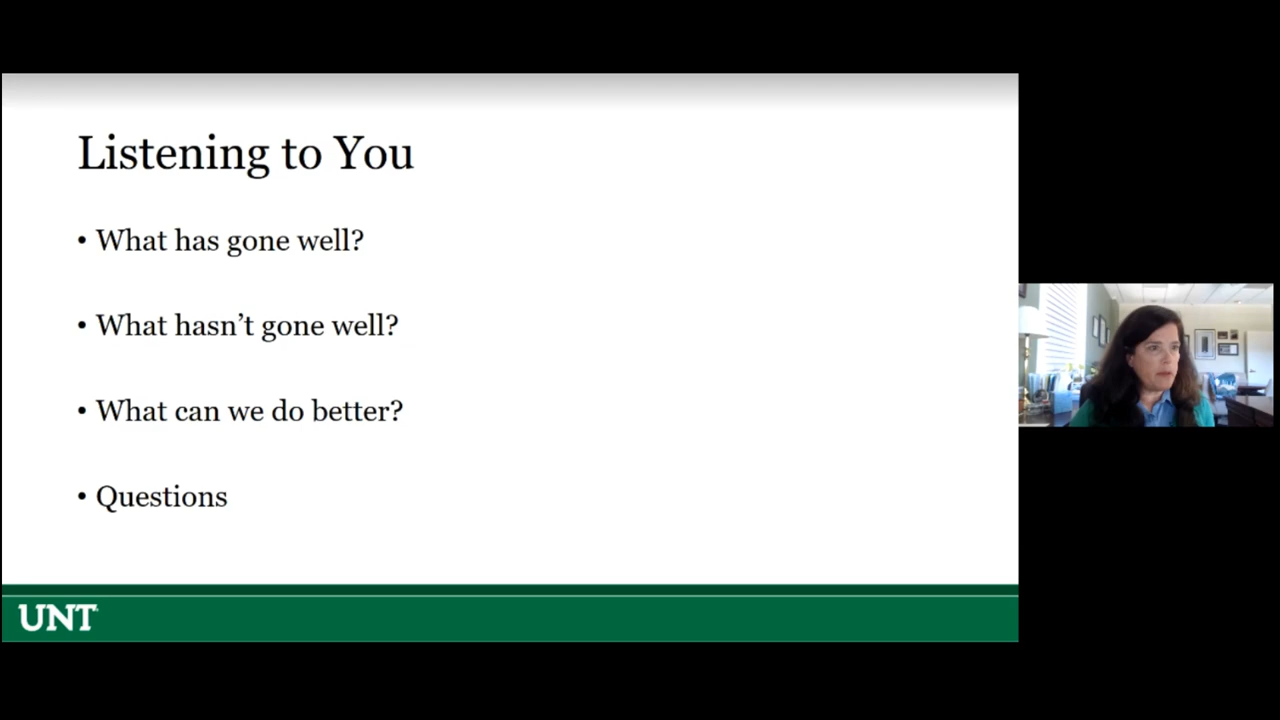 Listening to You
• What has gone well?
• What hasn’t gone well?
• What can we do better?
• Questions
UNT